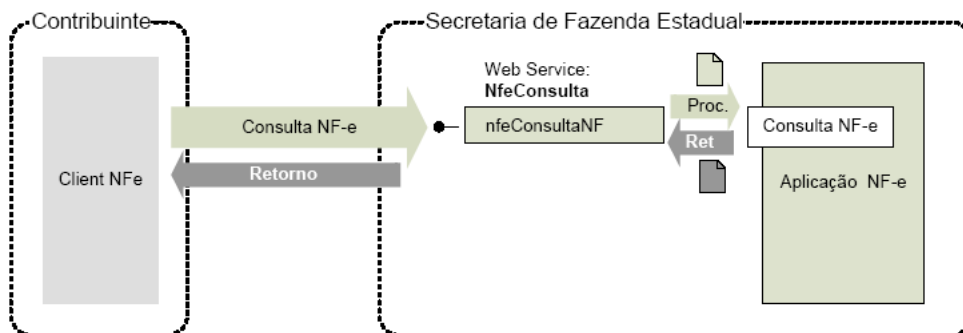 Contribuinte
Secretaria de Fazenda Estadual
Web Service:
NfeConsulta
Consulta NF-e
nfeConsultaNF
Proc.
Consulta NF-e
Ret
Client NFe
Retorno
Aplicação NF-e